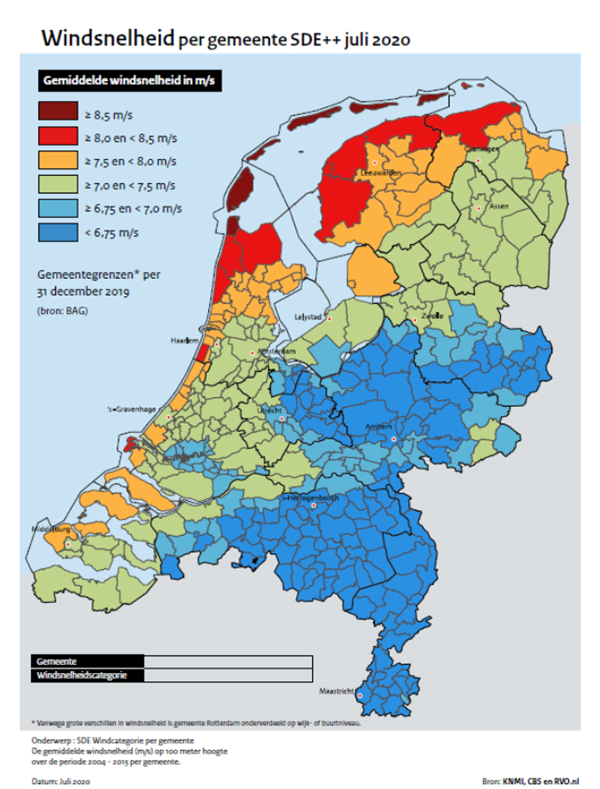 Windsnelheid per gemeente SDE++ juli 2020
Gemiddelde windsnelheid in m/s
≥ 8,5 m/s
≥ 8,0 en < 8,5 m/s
≥ 7,5 en < 8,0 m/s
≥ 7,0 en < 7,5 m/s
≥ 6,75 en < 7,0 m/s
< 6,75 m/s
Gemeentegrenzen* per
31 december 2019
(bron: BAG)
Groningen
Leeuwarden
Assen
Lelystad
Zwolle
Haarlem
Amsterdam
's-Gravenhage
Utrecht
Arnhem
's-Hertogenbosch
Middelburg
Maastricht
Gemeente
Windsnelheidscategorie
* Vanwege grote verschillen in windsnelheid is gemeente Rotterdam onderverdeeld op wijk- of buurtniveau.
Onderwerp : SDE Windcategorie per gemeente
De gemiddelde windsnelheid (m/s) op 100 meter hoogte
over de periode 2004 - 2013 per gemeente.
Datum: Juli 2020
Bron: KNMI, CBS en RVO.nl